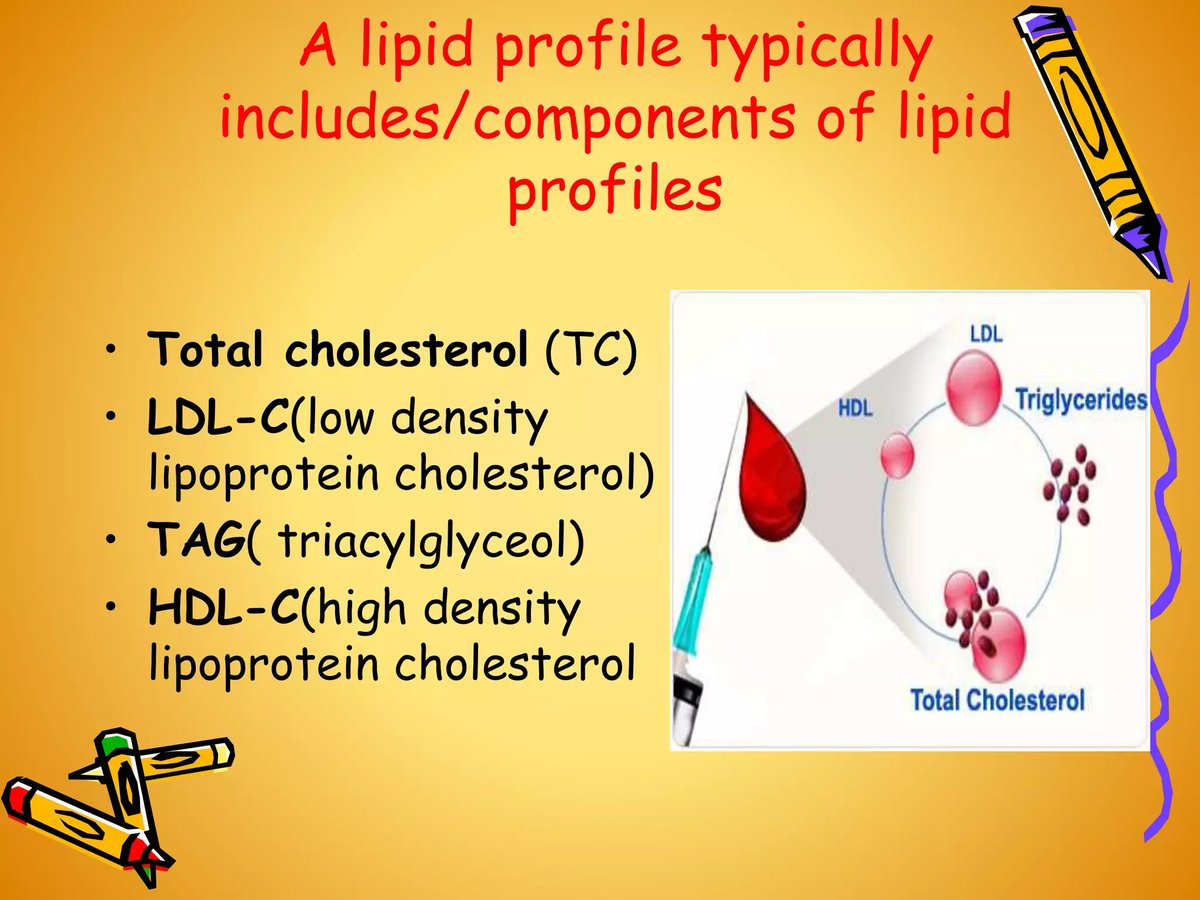 A lipid profile typically
includes/components of lipid
profiles
• Total cholesterol (TC)
• LDL-C(low density
lipoprotein cholesterol)
• TAG( triacylglyceol)
• HDL-C(high density
lipoprotein cholesterol
LDL
HDL
Triglycerides
Total Cholesterol